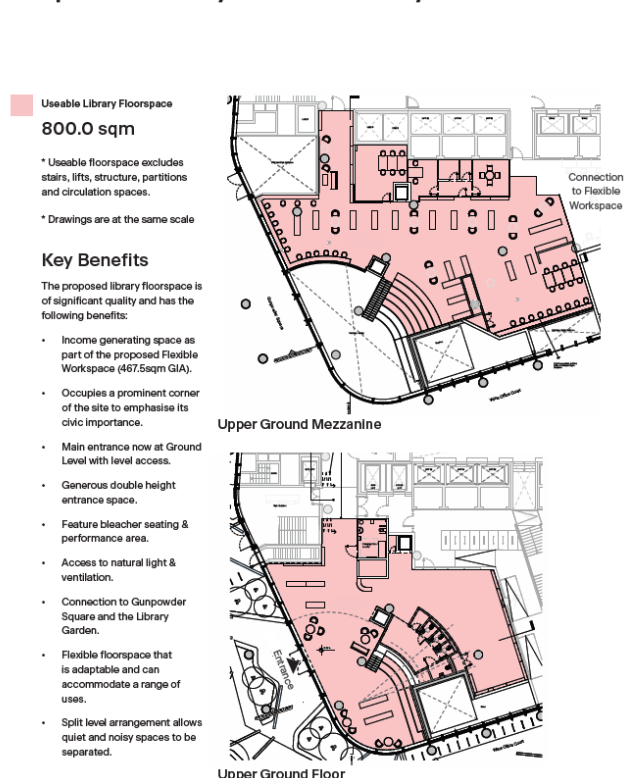 Useable Library Floorspace
800.0 sqm
* Useable floorspace excludes
stairs, lifts, structure, partitions
and circulation spaces.
* Drawings are at the same scale
Key Benefits
The proposed library floorspace is
of significant quality and has the
following benefits:
• Income generating space as
part of the proposed Flexible
Workspace (467.5sqm GIA).
• Occupies a prominent corner
of the site to emphasise its
civic importance.
• Main entrance now at Ground
Level with level access.
• Generous double height
entrance space.
• Feature bleacher seating &
performance area.
• Access to natural light &
ventilation.
• Connection to Gunpowder
Square and the Library
Garden.
• Flexible floorspace that
is adaptable and can
accommodate a range of
uses.
• Split level arrangement allows
quiet and noisy spaces to be
separated.
Connection
to Flexible
Workspace
Upper Ground Mezzanine
Entrance
Upper Ground Floor